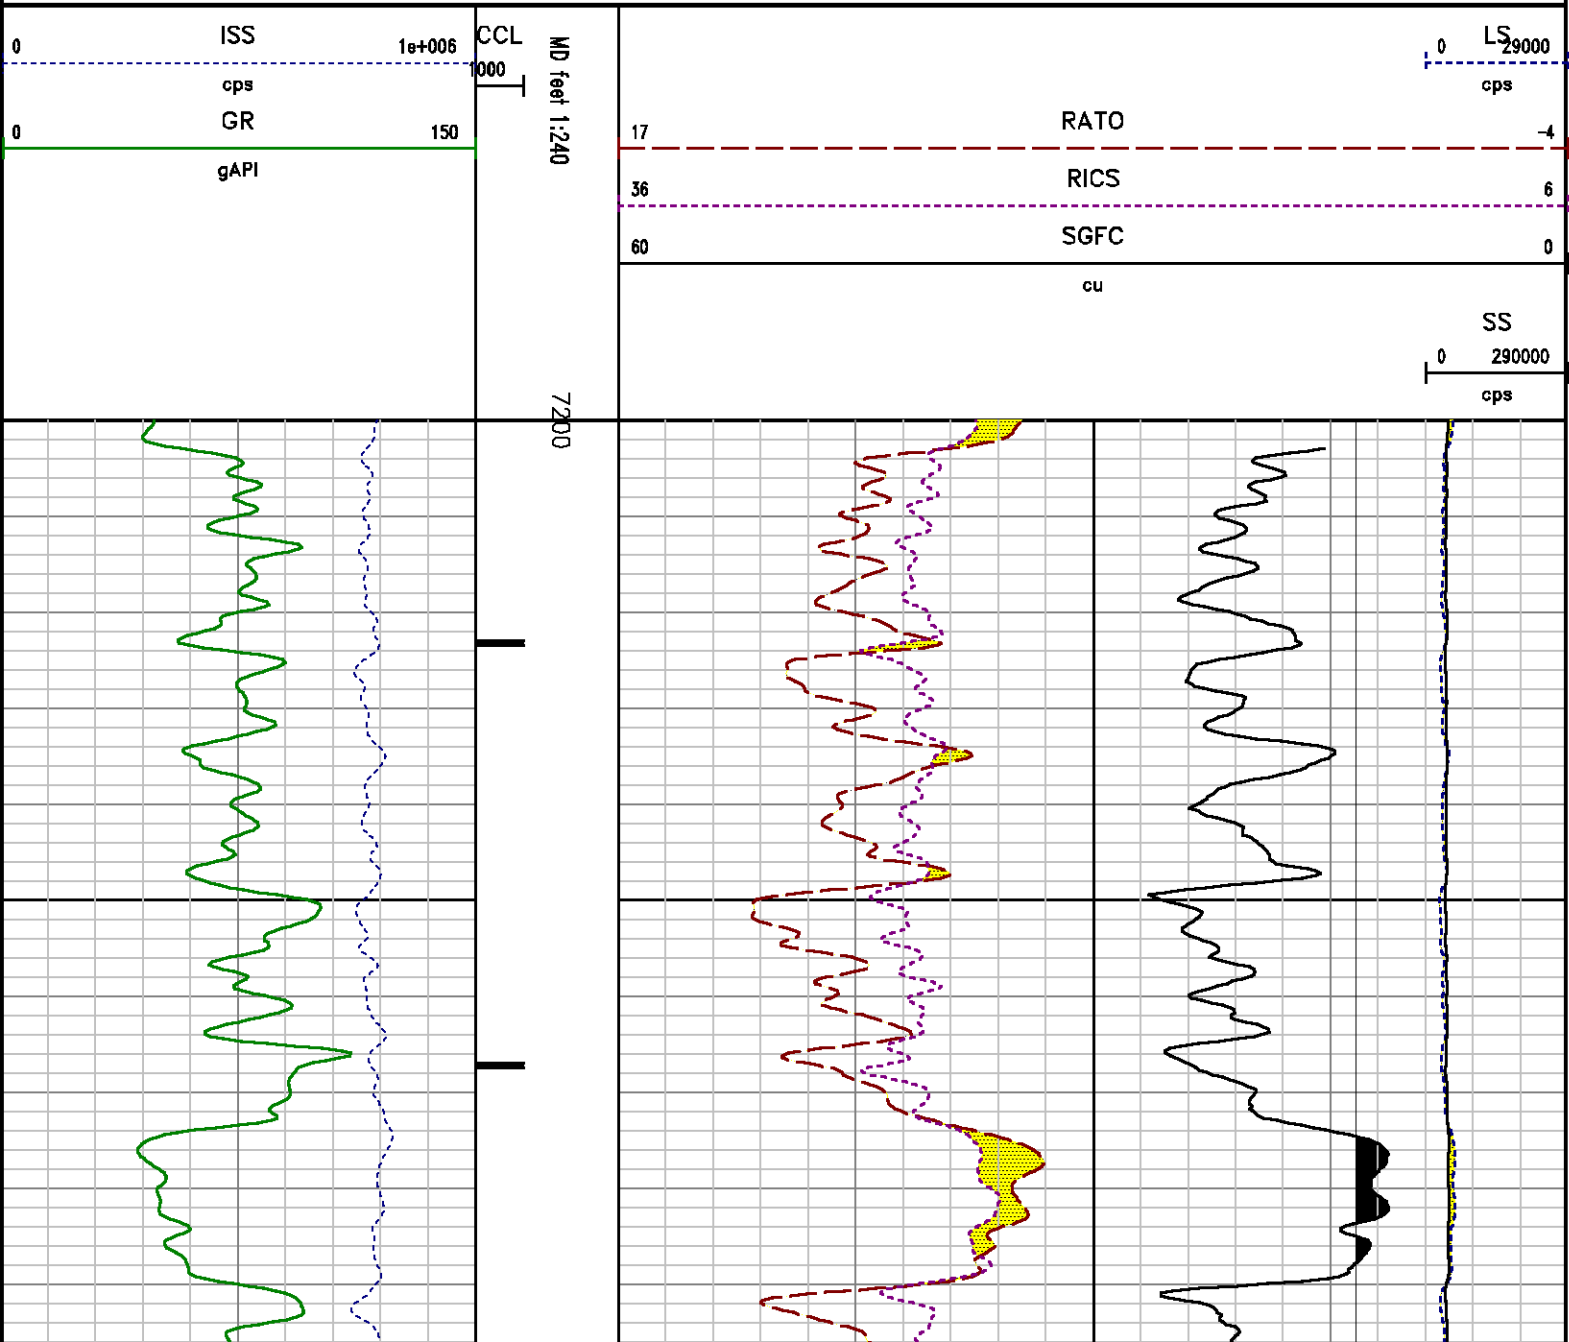 ISS
0 1e+006
cps
GR
0 150
gAPI
CCL
1000
MD feet 1:240
LS
0 29000
cps
RATO
17 -4
RICS
36 6
SGFC
60 0
cu
SS
0 290000
cps
7200